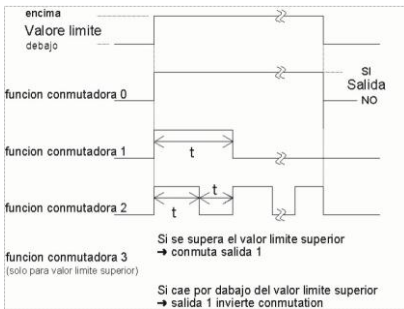 encima
Valore limite
debajo
SI
Salida
NO
funcion conmutadora 0
funcion conmutadora 1
t
funcion conmutadora 2
t
t
funcion conmutadora 3
(solo para valor limite superior)
Si se supera el valor limite superior
→ conmuta salida 1
Si cae por dabajo del valor limite superior
→ salida 1 invierte conmutation